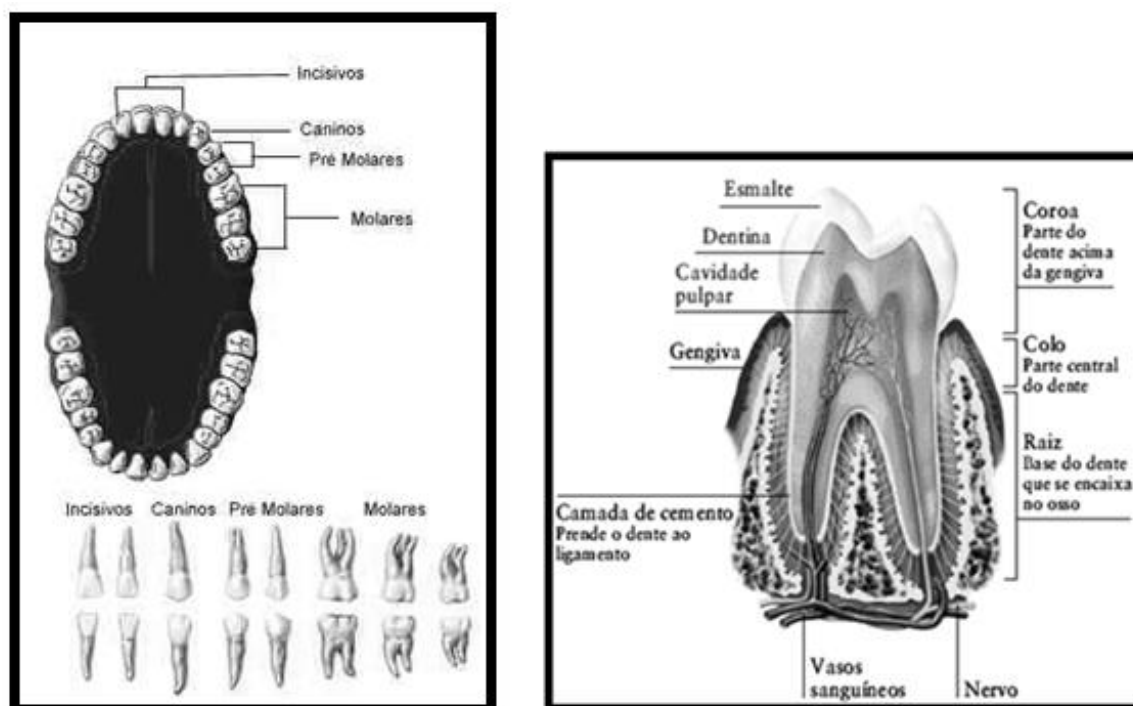 Incisivos
Caninos
Pré Molares
Molares
Incisivos Caninos Pré Molares Molares
Esmalte
Dentina
Cavidade
pulpar
Gengiva
Camada de cemento
Prende o dente ao
ligamento
Coroa
Parte do
dente acima
da gengiva
Colo
Parte central
do dente
Raiz
Base do dente
que se encaixa
no osso
Vasos
sanguíneos
Nervo